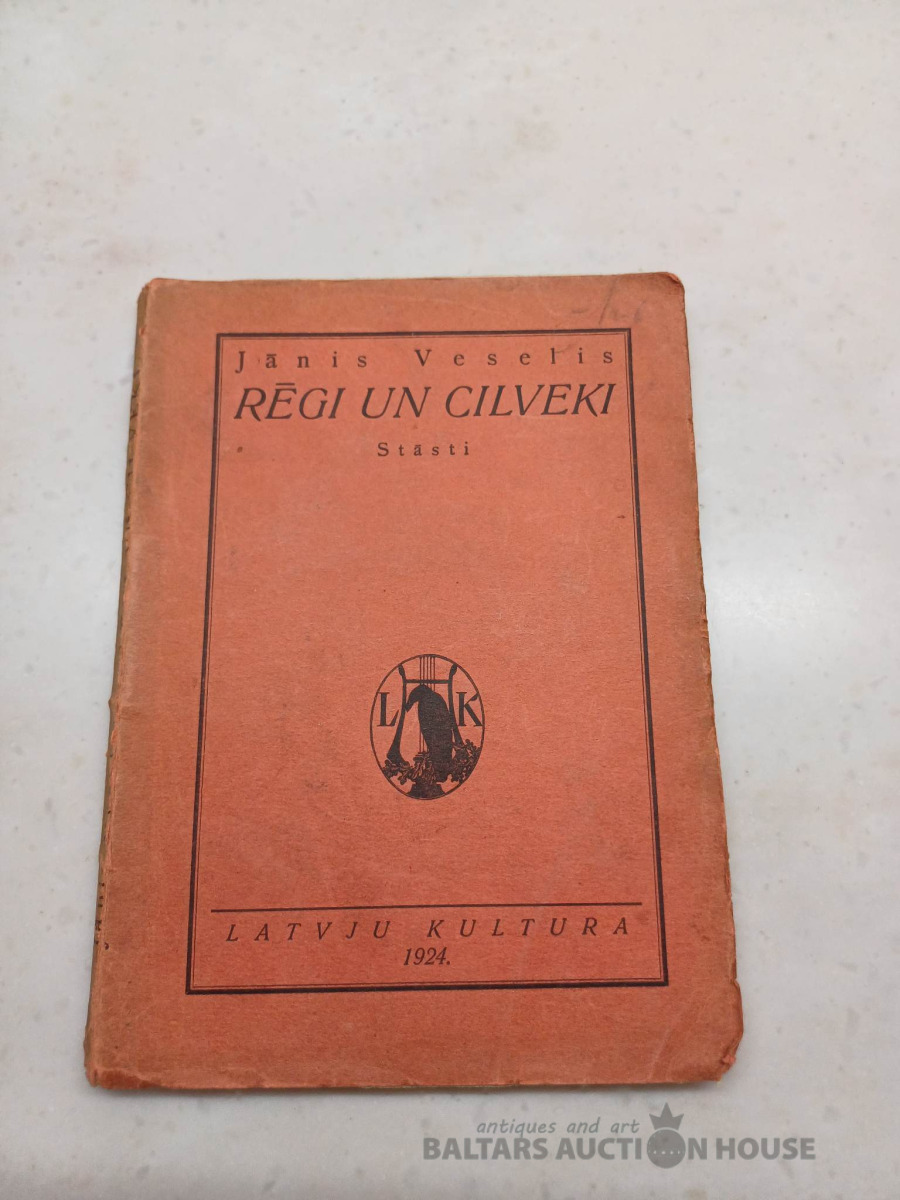 Jānis Veselis
RĒGI UN CILVEKI
Stāsti
L K
LATVJU KULTURA
1924.
antiques and art
BALTARS AUCTION HOUSE